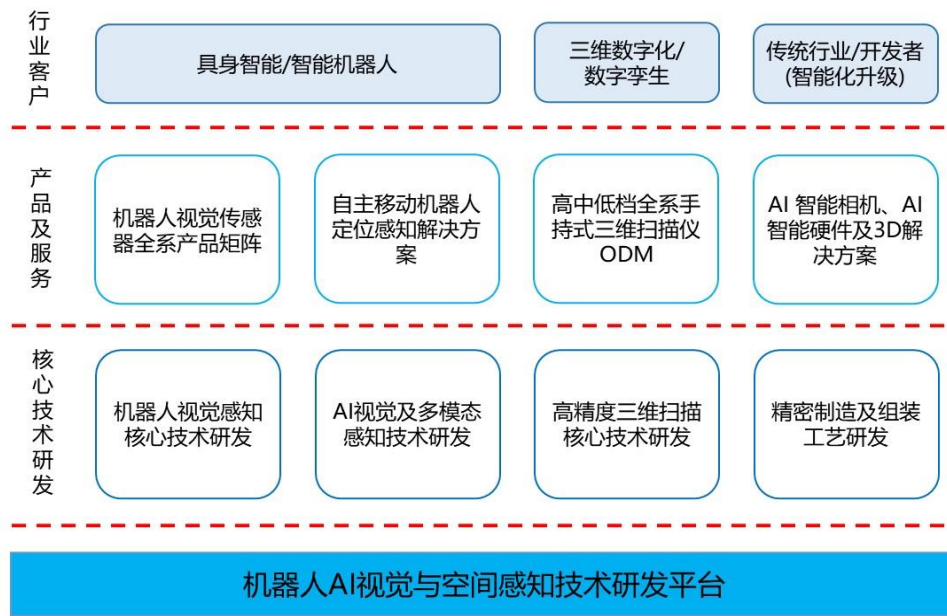 行业客户
具身智能/智能机器人
三维数字化/
数字孪生
传统行业/开发者
(智能化升级)
产品及服务
机器人视觉传感
器全系产品矩阵
自主移动机器人
定位感知解决方
案
高中低档全系手
持式三维扫描仪
ODM
AI 智能相机、AI
智能硬件及3D解
决方案
核心技术研发
机器人视觉感知
核心技术研发
AI视觉及多模态
感知技术研发
高精度三维扫描
核心技术研发
精密制造及组装
工艺研发
机器人AI视觉与空间感知技术研发平台